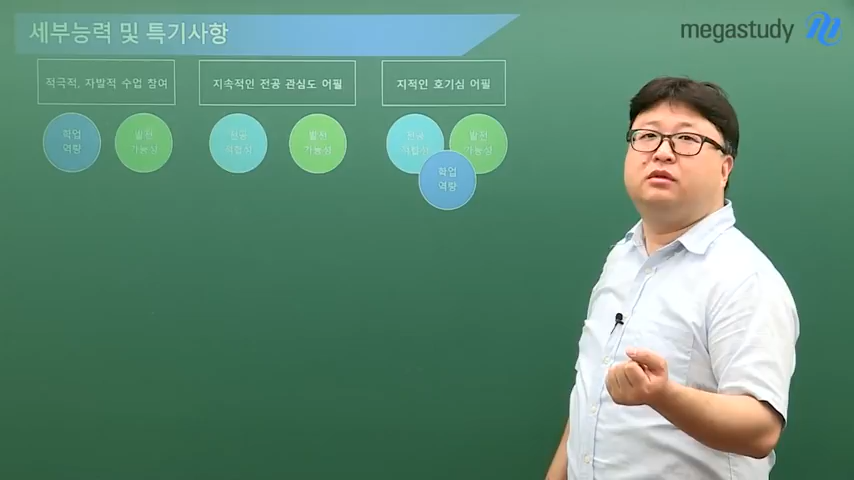 세부능력 및 특기사항
megastudy
적극적, 자발적 수업 참여
지속적인 전공 관심도 어필
지적인 호기심 어필
학업
역량
발전
가능성
전공
적합성
발전
가능성
전공
적합성
발전
가능성
학업
역량